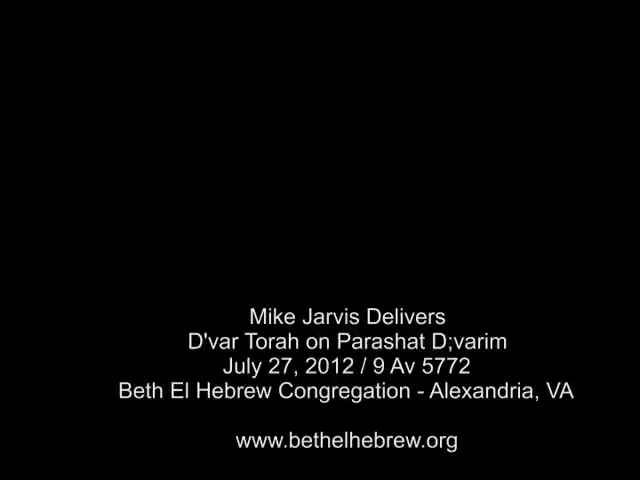 Mike Jarvis Delivers
D'var Torah on Parashat D;varim
July 27, 2012 / 9 Av 5772
Beth El Hebrew Congregation - Alexandria, VA
www.bethelhebrew.org